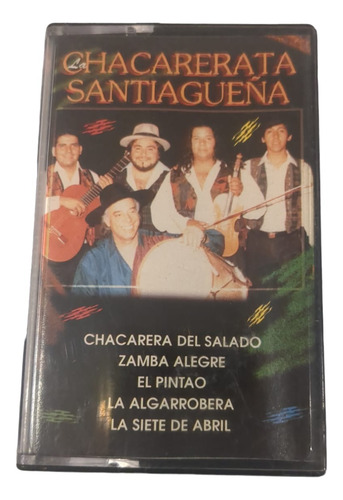 La CHACARERATA
SANTIAGUEÑA
CHACARERA DEL SALADO
ZAMBA ALEGRE
EL PINTAO
LA ALGARROBERA
LA SIETE DE ABRIL